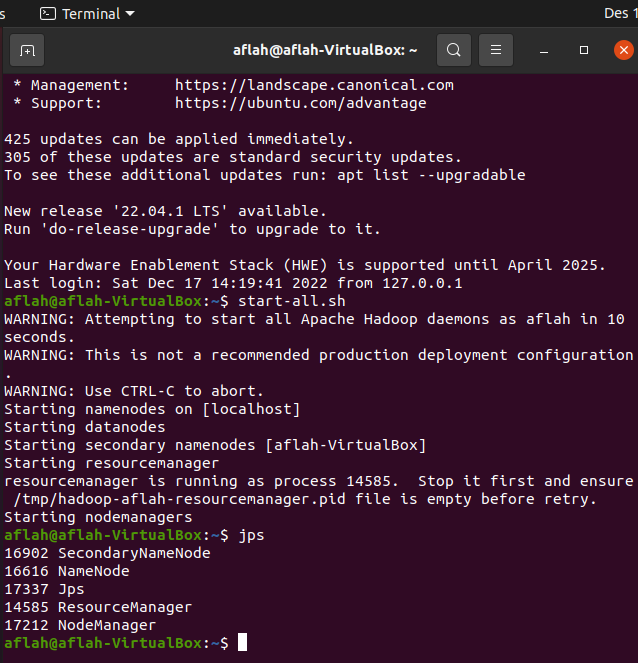 s Terminal Des 1
aflah@aflah-VirtualBox: ~
 * Management:     https://landscape.canonical.com
 * Support:        https://ubuntu.com/advantage

425 updates can be applied immediately.
305 of these updates are standard security updates.
To see these additional updates run: apt list --upgradable

New release '22.04.1 LTS' available.
Run 'do-release-upgrade' to upgrade to it.

Your Hardware Enablement Stack (HWE) is supported until April 2025.
Last login: Sat Dec 17 14:19:41 2022 from 127.0.0.1
aflah@aflah-VirtualBox:~$ start-all.sh
WARNING: Attempting to start all Apache Hadoop daemons as aflah in 10
seconds.
WARNING: This is not a recommended production deployment configuration
.
WARNING: Use CTRL-C to abort.
Starting namenodes on [localhost]
Starting datanodes
Starting secondary namenodes [aflah-VirtualBox]
Starting resourcemanager
resourcemanager is running as process 14585.  Stop it first and ensure
 /tmp/hadoop-aflah-resourcemanager.pid file is empty before retry.
Starting nodemanagers
aflah@aflah-VirtualBox:~$ jps
16902 SecondaryNameNode
16616 NameNode
17337 Jps
14585 ResourceManager
17212 NodeManager
aflah@aflah-VirtualBox:~$